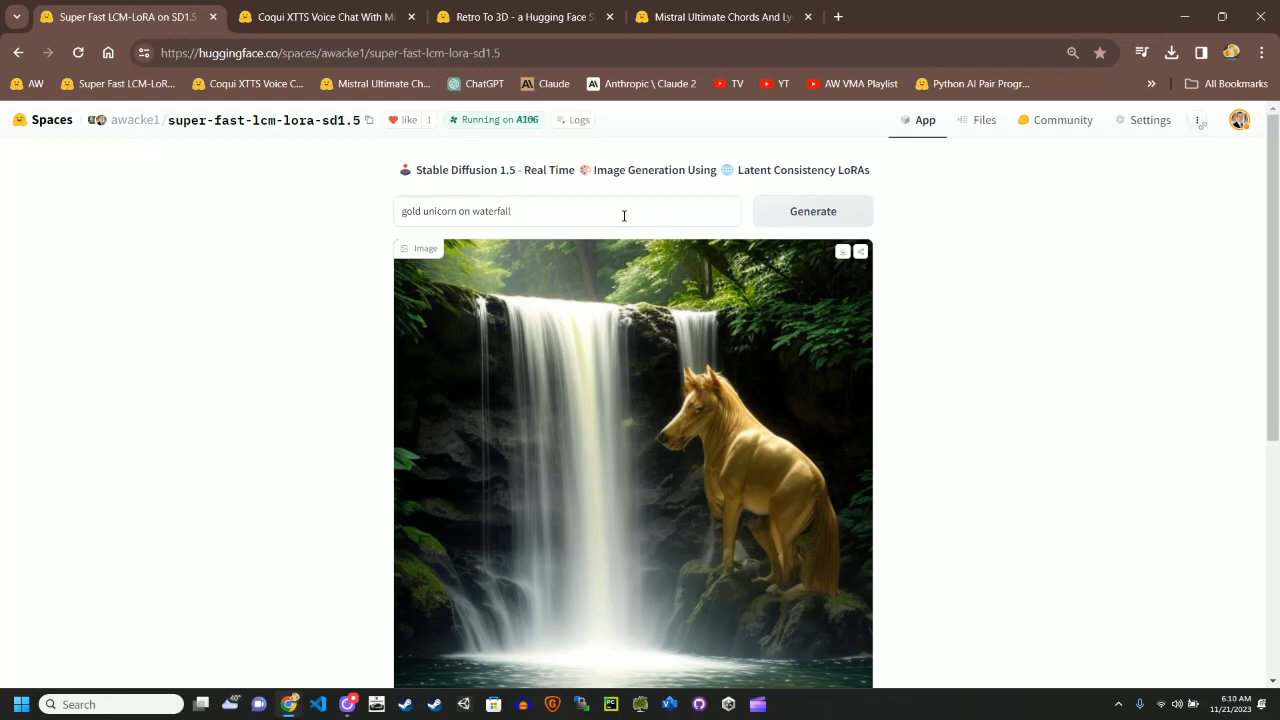 Super Fast LCM-LoRA on SD1.5
Coqui XTTS Voice Chat With Mi
Retro To 3D - a Hugging Face S
Mistral Ultimate Chords And Ly
https://huggingface.co/spaces/awacke1/super-fast-lcm-lora-sd1.5
AW
Super Fast LCM-LoR...
Coqui XTTS Voice C...
Mistral Ultimate Ch...
ChatGPT
Claude
Anthropic \ Claude 2
TV
YT
AW VMA Playlist
Python AI Pair Progr...
All Bookmarks
Spaces
awacke1/super-fast-lcm-lora-sd1.5
like 1
Running on A10G
Logs
App
Files
Community
Settings
Stable Diffusion 1.5 - Real Time Image Generation Using Latent Consistency LoRAs
gold unicorn on waterfall
Generate
Image
Search
40°
6:10 AM
11/21/2023